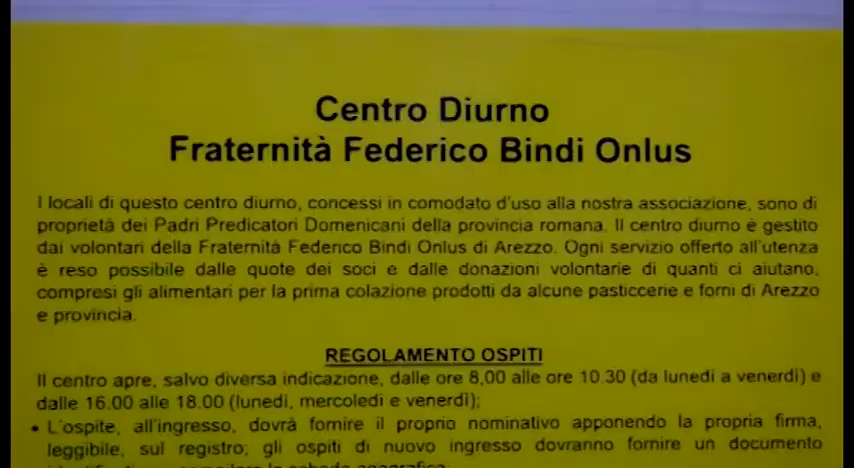 Centro Diurno
Fraternità Federico Bindi Onlus
I locali di questo centro diurno, concessi in comodato d'uso alla nostra associazione, sono di
proprietà dei Padri Predicatori Domenicani della provincia romana. Il centro diurno è gestito
dai volontari della Fraternità Federico Bindi Onlus di Arezzo. Ogni servizio offerto all'utenza
è reso possibile dalle quote dei soci e dalle donazioni volontarie di quanti ci aiutano,
compresi gli alimentari per la prima colazione prodotti da alcune pasticcerie e forni di Arezzo
e provincia.
REGOLAMENTO OSPITI
Il centro apre, salvo diversa indicazione, dalle ore 8,00 alle ore 10.30 (da lunedì a venerdì) e
dalle 16.00 alle 18.00 (lunedì, mercoledì e venerdì);
• L'ospite, all'ingresso, dovrà fornire il proprio nominativo apponendo la propria firma,
leggibile, sul registro; gli ospiti di nuovo ingresso dovranno fornire un documento